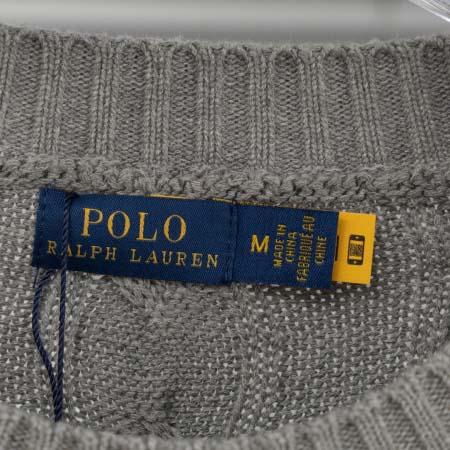 POLO
RALPH LAUREN
M
MADE IN
CHINA
FABRIQUÉ AU
CHINE